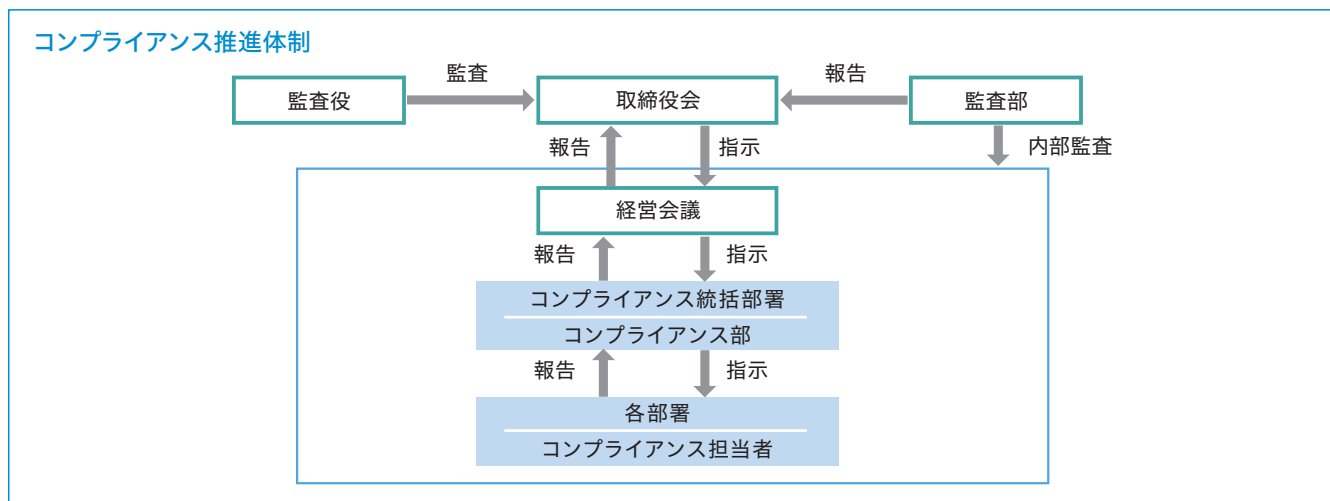 コンプライアンス推進体制
監査
報告
監査役
取締役会
監査部
報告
指示
内部監査
経営会議
報告
指示
コンプライアンス統括部署
コンプライアンス部
報告
指示
各部署
コンプライアンス担当者